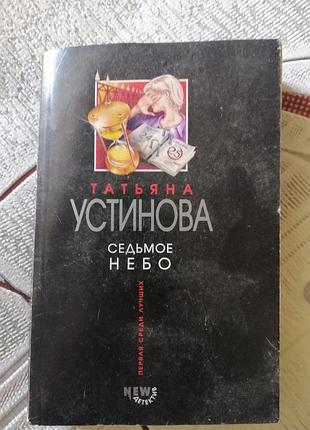 ТАТЬЯНА
УСТИНОВА
СЕДЬМОЕ
НЕБО
ПЕРВАЯ СРЕДИ ЛУЧШИХ
NEW
ДЕТЕКТИВ